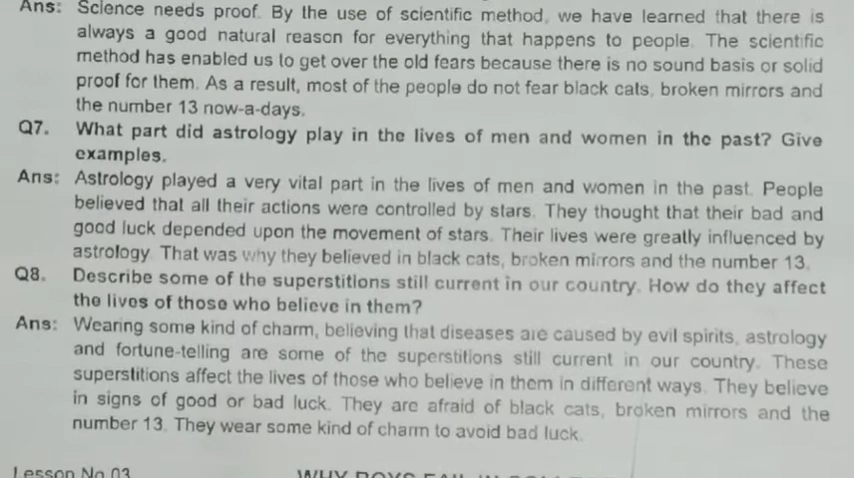 Ans: Science needs proof. By the use of scientific method, we have learned that there is
always a good natural reason for everything that happens to people. The scientific
method has enabled us to get over the old fears because there is no sound basis or solid
proof for them. As a result, most of the people do not fear black cats, broken mirrors and
the number 13 now-a-days.
Q7. What part did astrology play in the lives of men and women in the past? Give
examples.
Ans: Astrology played a very vital part in the lives of men and women in the past. People
believed that all their actions were controlled by stars. They thought that their bad and
good luck depended upon the movement of stars. Their lives were greatly influenced by
astrology. That was why they believed in black cats, broken mirrors and the number 13.
Q8. Describe some of the superstitions still current in our country. How do they affect
the lives of those who believe in them?
Ans: Wearing some kind of charm, believing that diseases are caused by evil spirits, astrology
and fortune-telling are some of the superstitions still current in our country. These
superstitions affect the lives of those who believe in them in different ways. They believe
in signs of good or bad luck. They are afraid of black cats, broken mirrors and the
number 13. They wear some kind of charm to avoid bad luck.
Lesson No 03 WHY BOYS FAIL IN